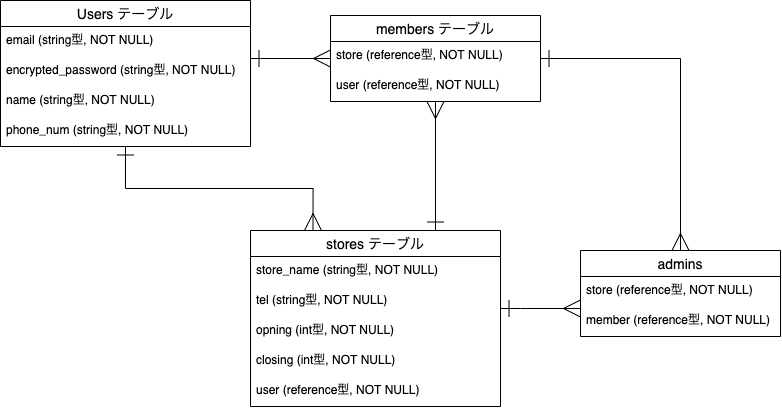 Users テーブル
email (string型, NOT NULL)
encrypted_password (string型, NOT NULL)
name (string型, NOT NULL)
phone_num (string型, NOT NULL)
members テーブル
store (reference型, NOT NULL)
user (reference型, NOT NULL)
stores テーブル
store_name (string型, NOT NULL)
tel (string型, NOT NULL)
opning (int型, NOT NULL)
closing (int型, NOT NULL)
user (reference型, NOT NULL)
admins
store (reference型, NOT NULL)
member (reference型, NOT NULL)